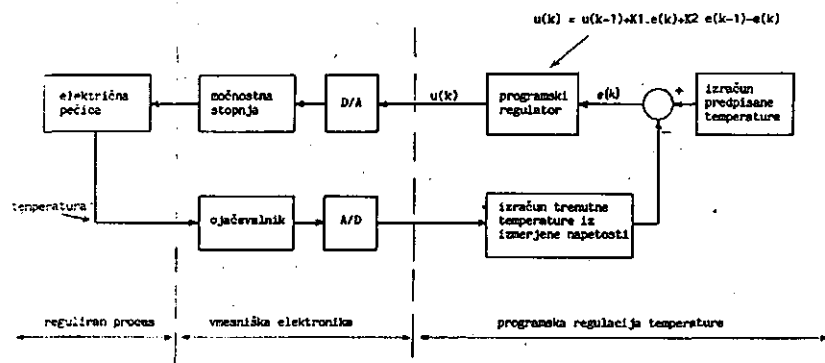 u(k) = u(k-1)+K1.e(k)+K2 e(k-1)-e(k)
električna
pečica
močnostna
stopnja
D/A
u(k)
programski
regulator
e(k)
+
izračun
predpisane
temperature
-
temperatura
ojačevalnik
A/D
izračun trenutne
temperature iz
izmerjene napetosti
reguliran proces
vmesniška elektronika
programska regulacija temperature